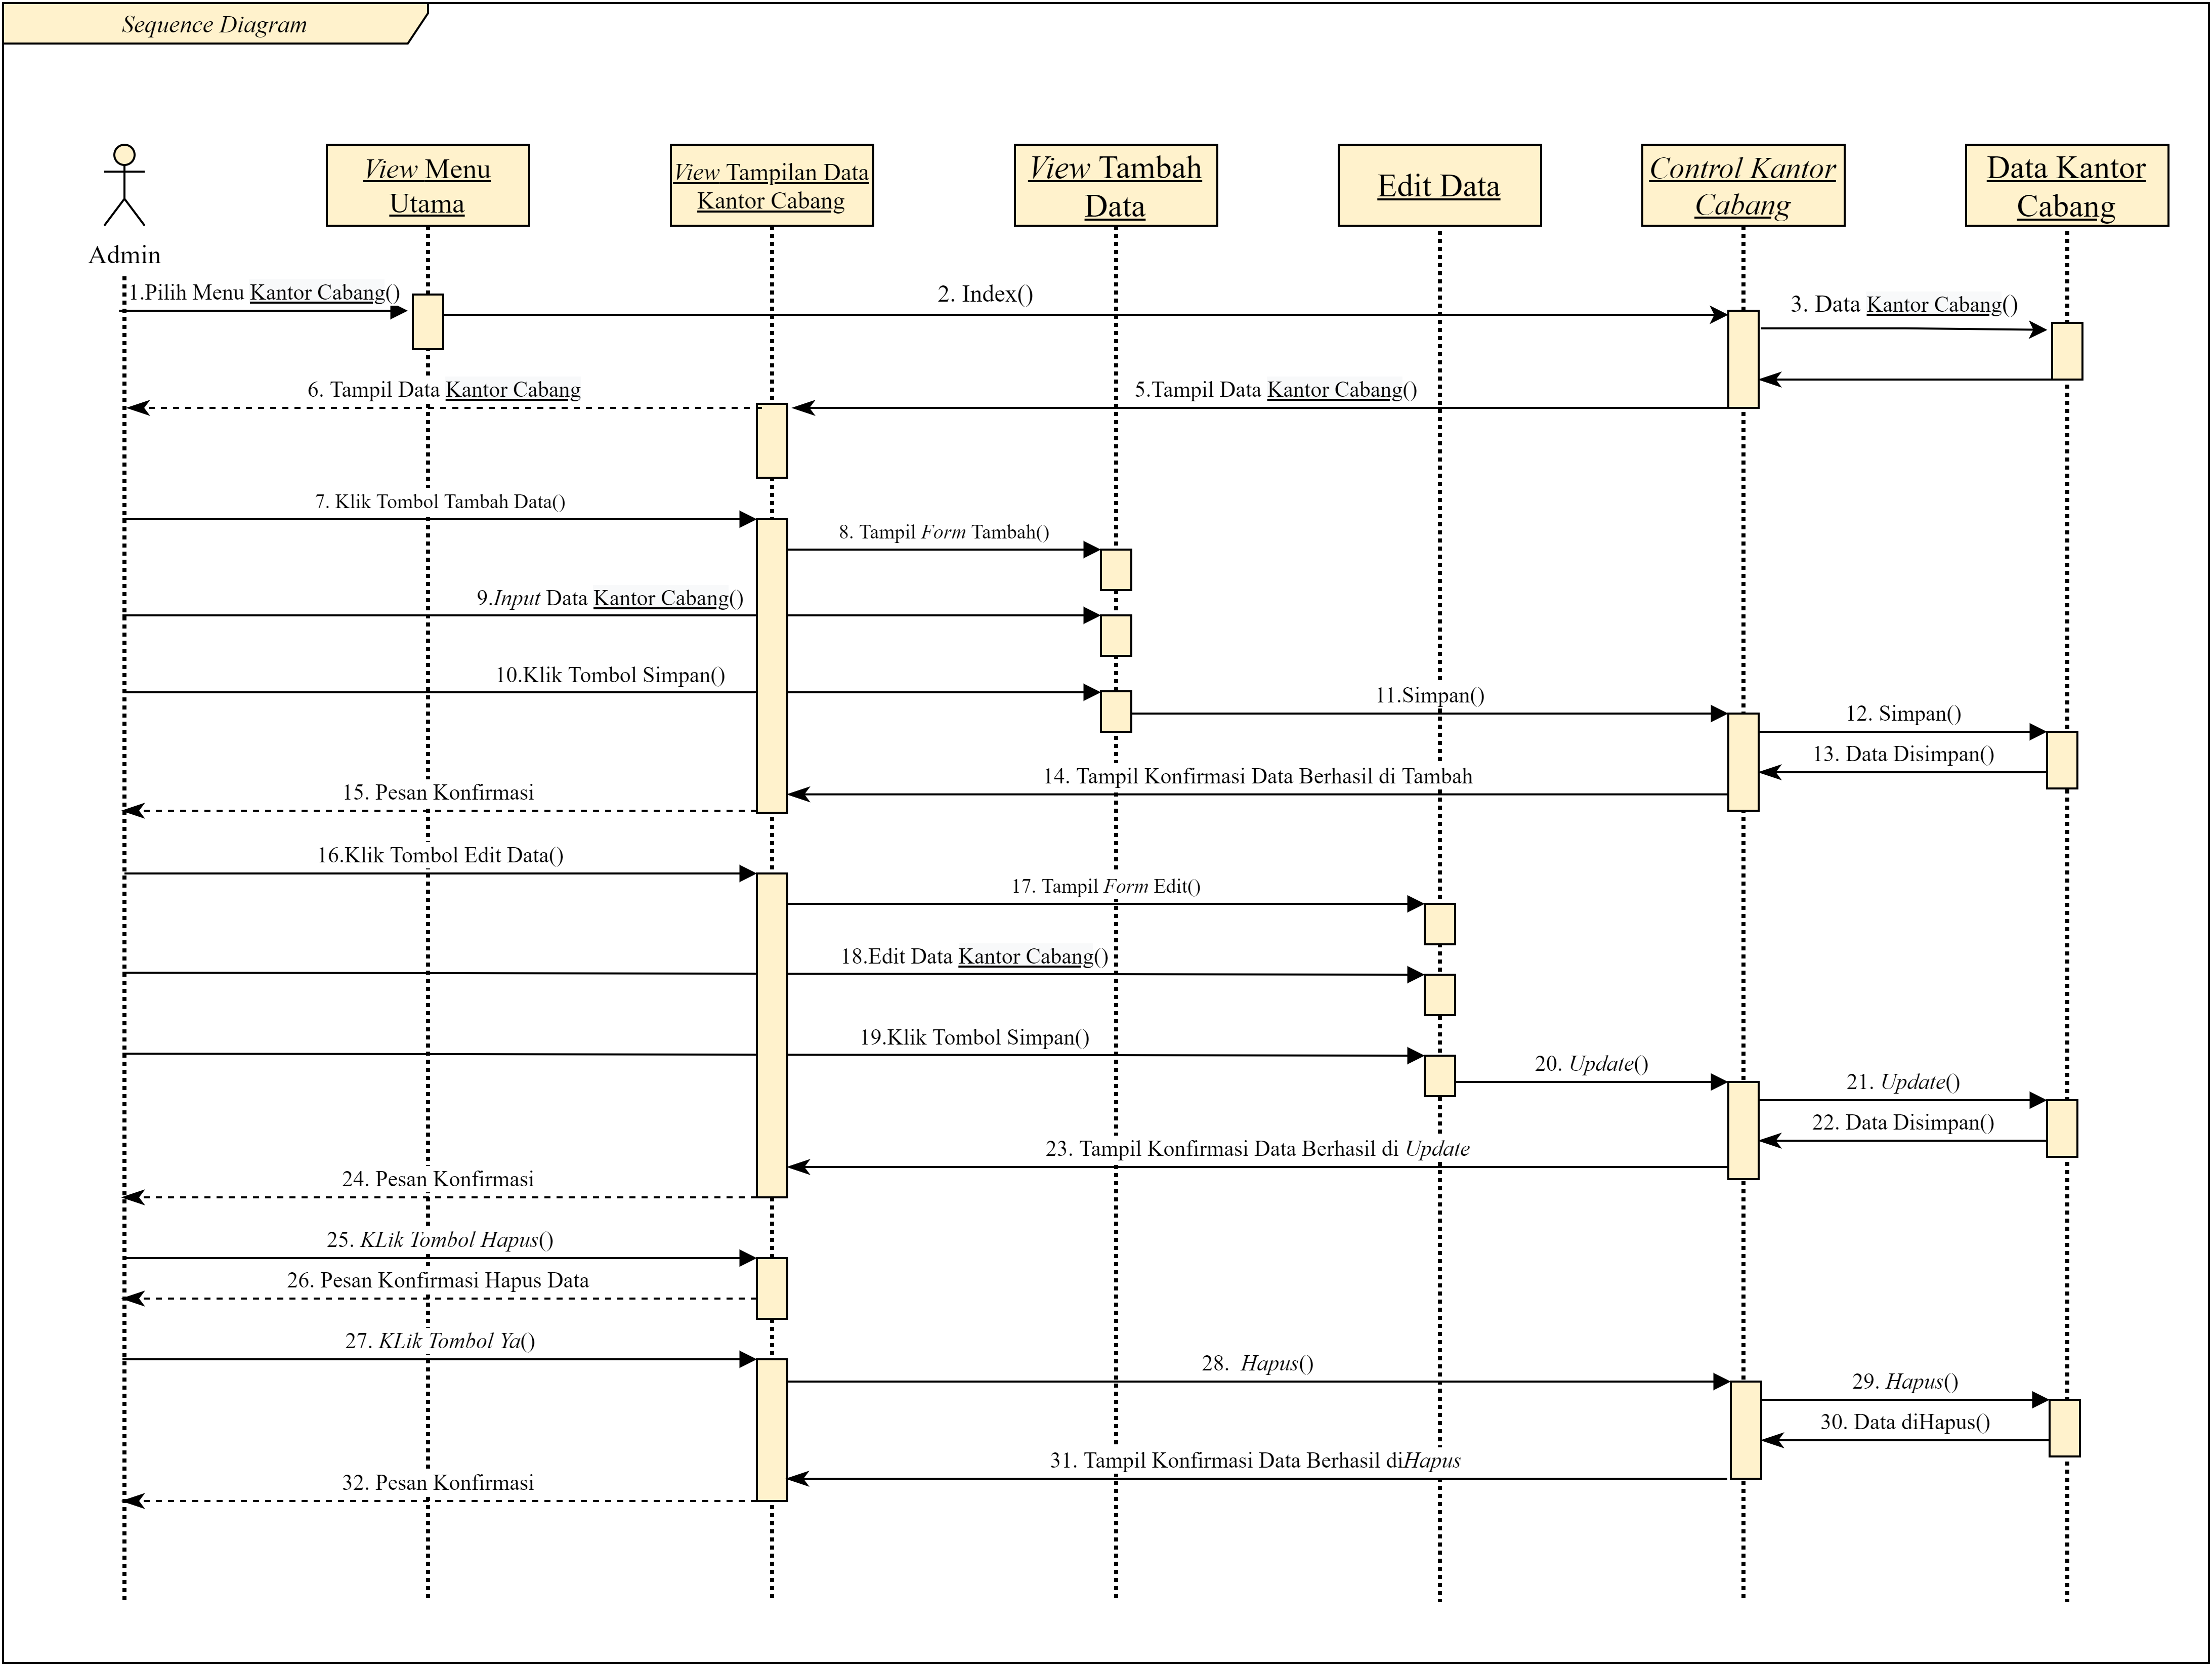 Sequence Diagram
View Menu
Utama
View Tampilan Data
Kantor Cabang
View Tambah
Data
Edit Data
Control Kantor
Cabang
Data Kantor
Cabang
Admin
1.Pilih Menu Kantor Cabang()
2. Index()
3. Data Kantor Cabang()
6. Tampil Data Kantor Cabang
5.Tampil Data Kantor Cabang()
7. Klik Tombol Tambah Data()
8. Tampil Form Tambah()
9.Input Data Kantor Cabang()
10.Klik Tombol Simpan()
11.Simpan()
12. Simpan()
13. Data Disimpan()
14. Tampil Konfirmasi Data Berhasil di Tambah
15. Pesan Konfirmasi
16.Klik Tombol Edit Data()
17. Tampil Form Edit()
18.Edit Data Kantor Cabang()
19.Klik Tombol Simpan()
20. Update()
21. Update()
22. Data Disimpan()
23. Tampil Konfirmasi Data Berhasil di Update
24. Pesan Konfirmasi
25. KLik Tombol Hapus()
26. Pesan Konfirmasi Hapus Data
27. KLik Tombol Ya()
28.  Hapus()
29. Hapus()
30. Data diHapus()
31. Tampil Konfirmasi Data Berhasil diHapus
32. Pesan Konfirmasi